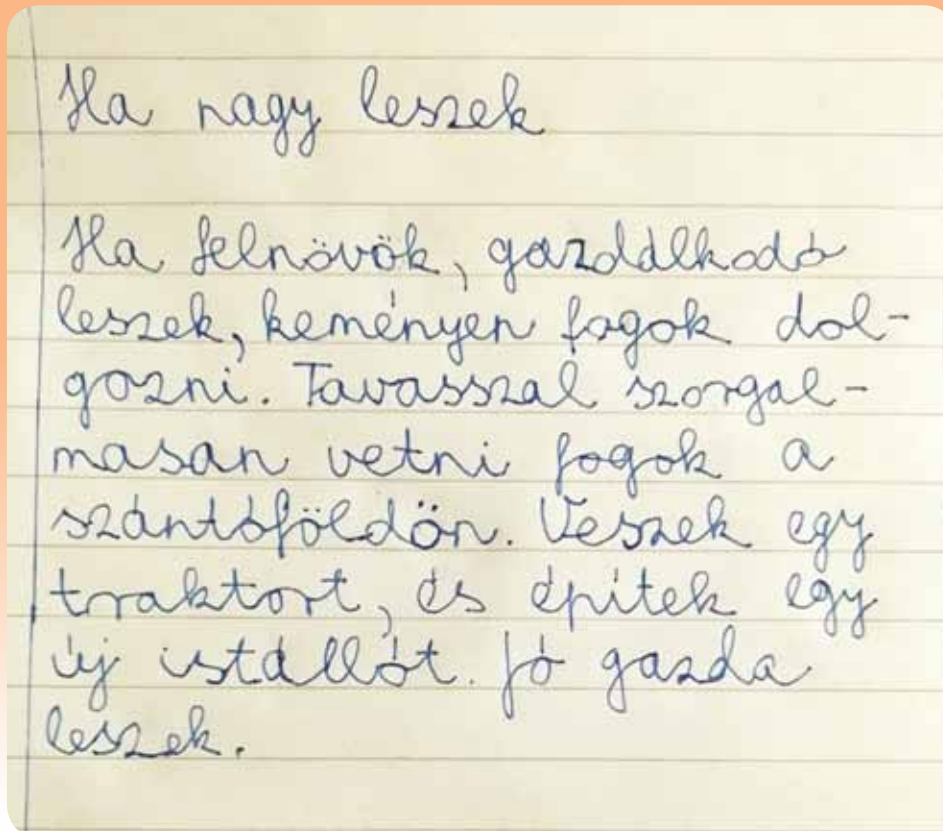 Ha nagy leszek
Ha felnövök, gazdálkodó
leszek, keményen fogok dol-
gozni. Tavasszal szorgal-
masan vetni fogok a
szántóföldön. Veszek egy
traktort, és építek egy
új istállót. Jó gazda
leszek.